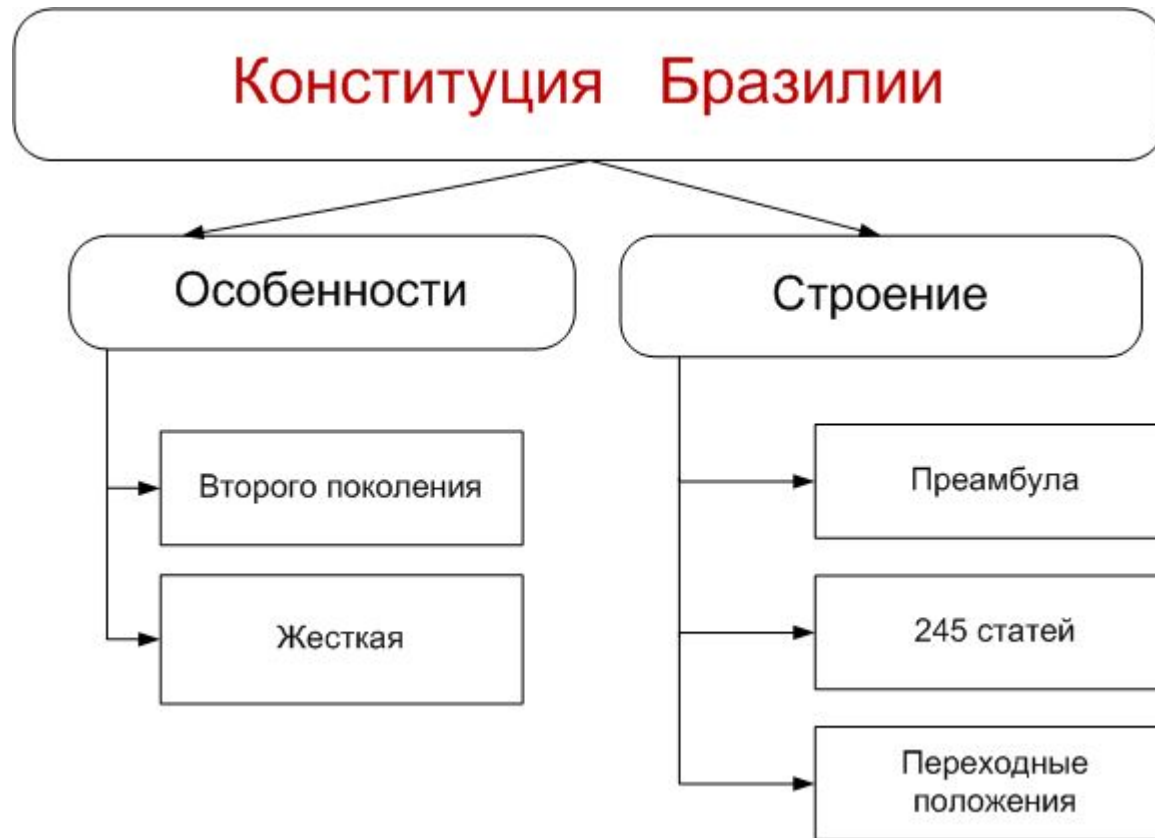 Конституция Бразилии
Особенности
Строение
Второго поколения
Жесткая
Преамбула
245 статей
Переходные
положения